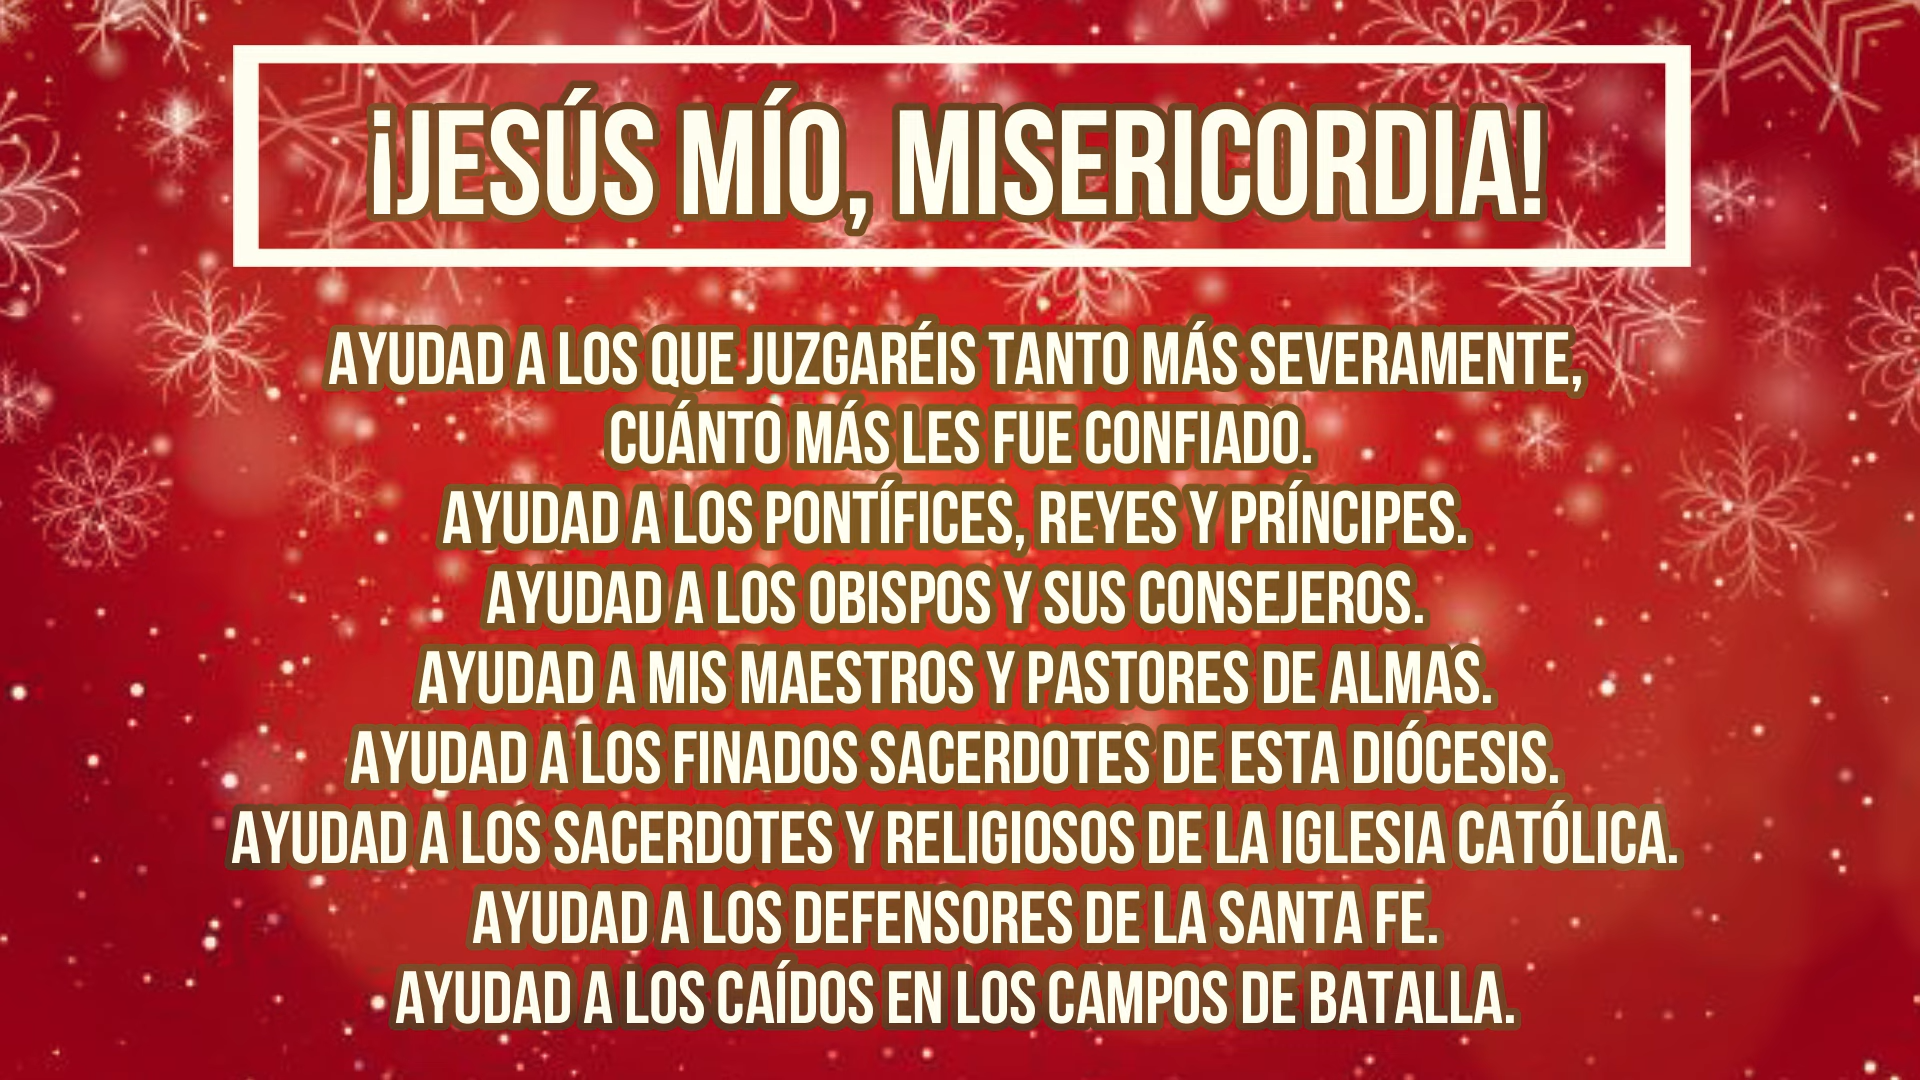 ¡JESÚS MÍO, MISERICORDIA!
AYUDAD A LOS QUE JUZGARÉIS TANTO MÁS SEVERAMENTE,
CUÁNTO MÁS LES FUE CONFIADO.
AYUDAD A LOS PONTÍFICES, REYES Y PRÍNCIPES.
AYUDAD A LOS OBISPOS Y SUS CONSEJEROS.
AYUDAD A MIS MAESTROS Y PASTORES DE ALMAS.
AYUDAD A LOS FINADOS SACERDOTES DE ESTA DIÓCESIS.
AYUDAD A LOS SACERDOTES Y RELIGIOSOS DE LA IGLESIA CATÓLICA.
AYUDAD A LOS DEFENSORES DE LA SANTA FE.
AYUDAD A LOS CAÍDOS EN LOS CAMPOS DE BATALLA.